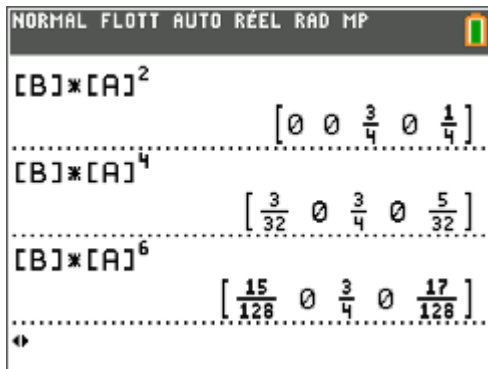 NORMAL FLOTT AUTO RÉEL RAD MP
[B]*[A]²
[0 0 3/4 0 1/4]
[B]*[A]⁴
[3/32 0 3/4 0 5/32]
[B]*[A]⁶
[15/128 0 3/4 0 17/128]